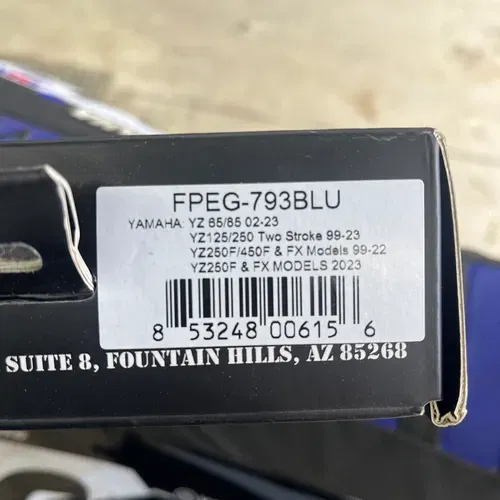 FPEG-793BLU
YAMAHA: YZ 65/85 02-23
YZ125/250 Two Stroke 99-23
YZ250F/450F & FX Models 99-22
YZ250F & FX MODELS 2023
8 53248 00615 6
SUITE 8, FOUNTAIN HILLS, AZ 85268